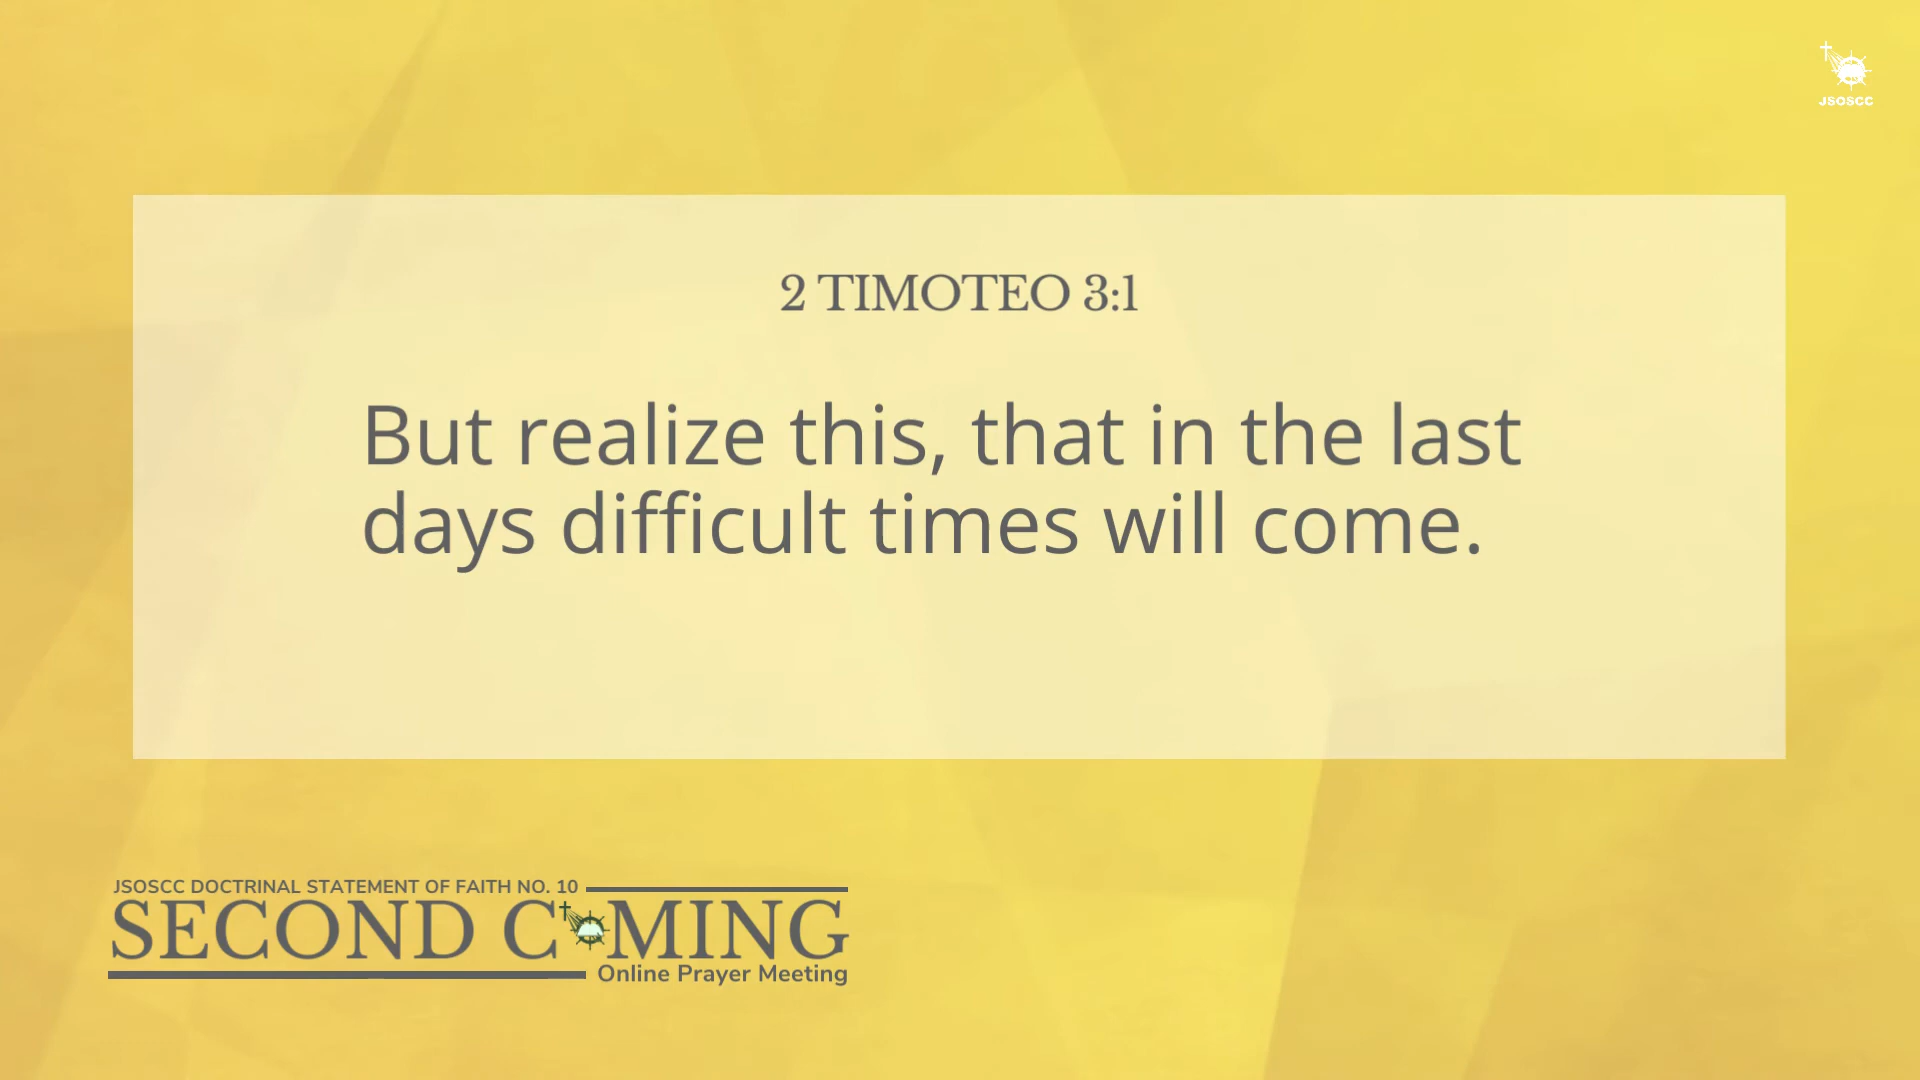 JSOSCC
2 TIMOTEO 3:1
But realize this, that in the last
days difficult times will come.
JSOSCC DOCTRINAL STATEMENT OF FAITH NO. 10
SECOND COMING
Online Prayer Meeting